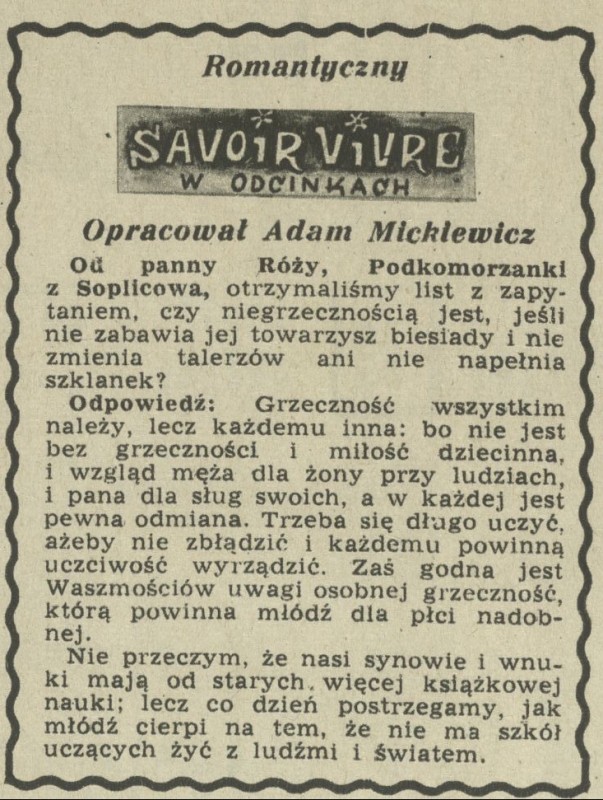 Romantyczny
SAVOIR VIVRE
W ODCINKACH
Opracował Adam Mickiewicz
Od panny Róży, Podkomorzanki
z Soplicowa, otrzymaliśmy list z zapy-
taniem, czy niegrzecznością jest, jeśli
nie zabawia jej towarzysz biesiady i nie
zmienia talerzów ani nie napełnia
szklanek?
Odpowiedź: Grzeczność wszystkim
należy, lecz każdemu inna: bo nie jest
bez grzeczności i miłość dziecinna,
i wzgląd męża dla żony przy ludziach,
i pana dla sług swoich, a w każdej jest
pewna odmiana. Trzeba się długo uczyć,
ażeby nie zbłądzić i każdemu powinną
uczciwość wyrządzić. Zaś godna jest
Waszmościów uwagi osobnej grzeczność,
którą powinna młódź dla płci nadob-
nej.
Nie przeczym, że nasi synowie i wnu-
ki mają od starych więcej książkowej
nauki; lecz co dzień postrzegamy, jak
młódź cierpi na tem, że nie ma szkół
uczących żyć z ludźmi i światem.